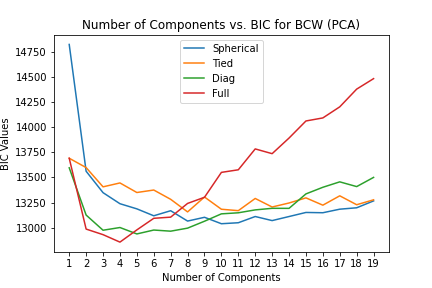 Number of Components vs. BIC for BCW (PCA)
Spherical
Tied
Diag
Full
BIC Values
14750
14500
14250
14000
13750
13500
13250
13000
1 2 3 4 5 6 7 8 9 10 11 12 13 14 15 16 17 18 19
Number of Components